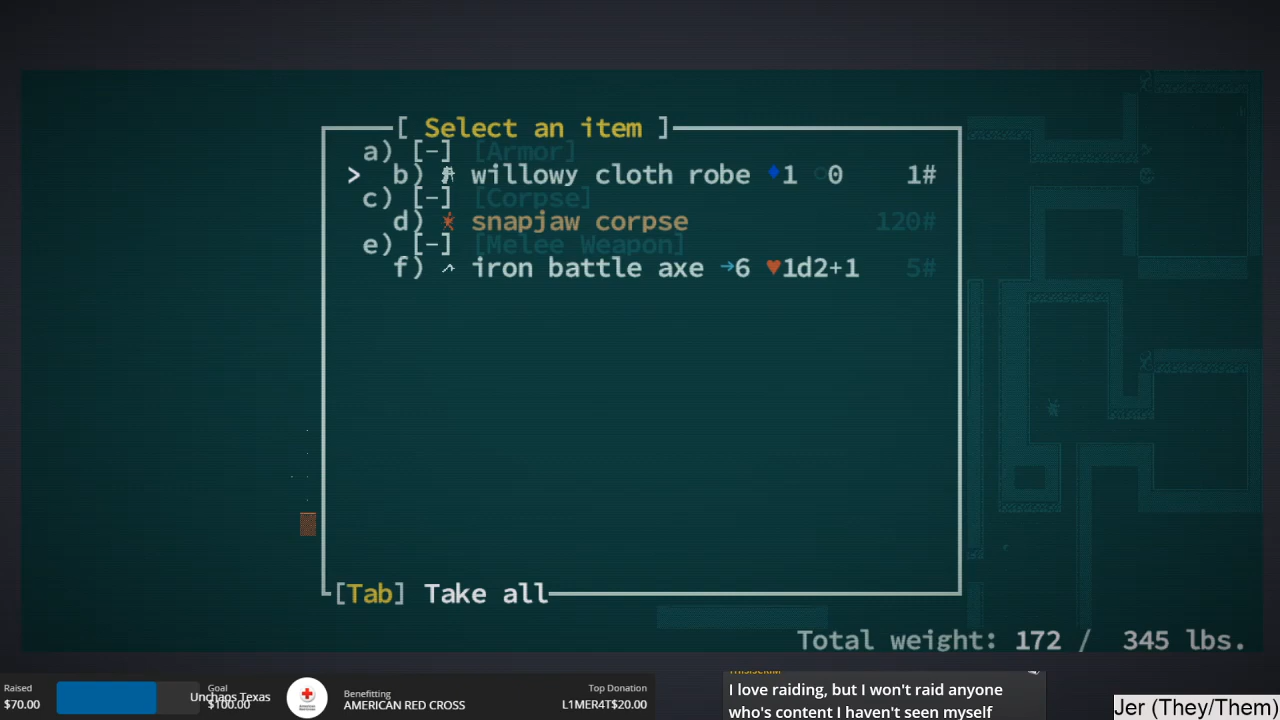 [ Select an item ]
a) [-] [Armor]
> b) willowy cloth robe ♦1 ○0 1#
c) [-] [Corpse]
d) snapjaw corpse 120#
e) [-] [Melee Weapon]
f) iron battle axe →6 ♥1d2+1 5#
[Tab] Take all
Total weight: 172 / 345 lbs.
Raised
$70.00
Goal
$100.00
Unchaos Texas
Benefitting
AMERICAN RED CROSS
Top Donation
L1MER4T$20.00
I love raiding, but I won't raid anyone
who's content I haven't seen myself
Jer (They/Them)